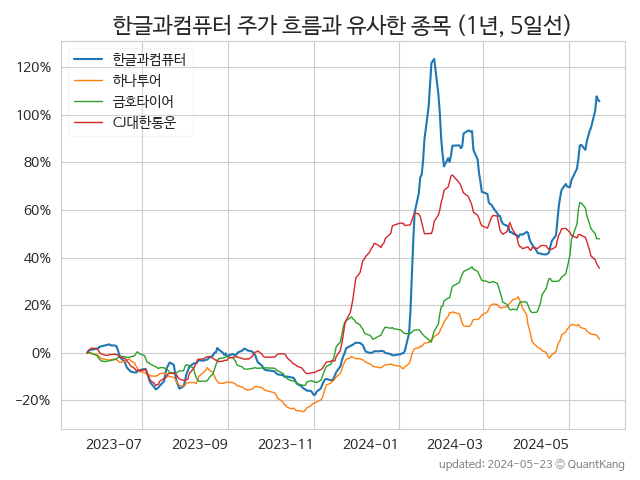 한글과컴퓨터 주가 흐름과 유사한 종목 (1년, 5일선)
한글과컴퓨터
하나투어
금호타이어
CJ대한통운
120%
100%
80%
60%
40%
20%
0%
−20%
2023-07
2023-09
2023-11
2024-01
2024-03
2024-05
updated: 2024-05-23 © QuantKang